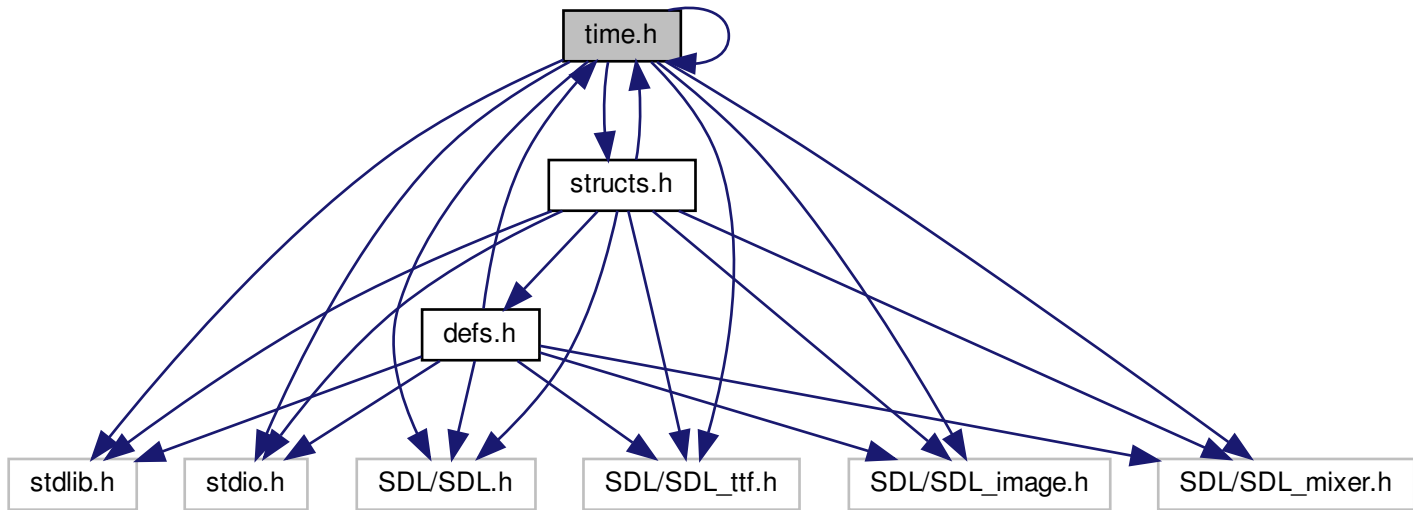 time.h
structs.h
defs.h
stdlib.h
stdio.h
SDL/SDL.h
SDL/SDL_ttf.h
SDL/SDL_image.h
SDL/SDL_mixer.h